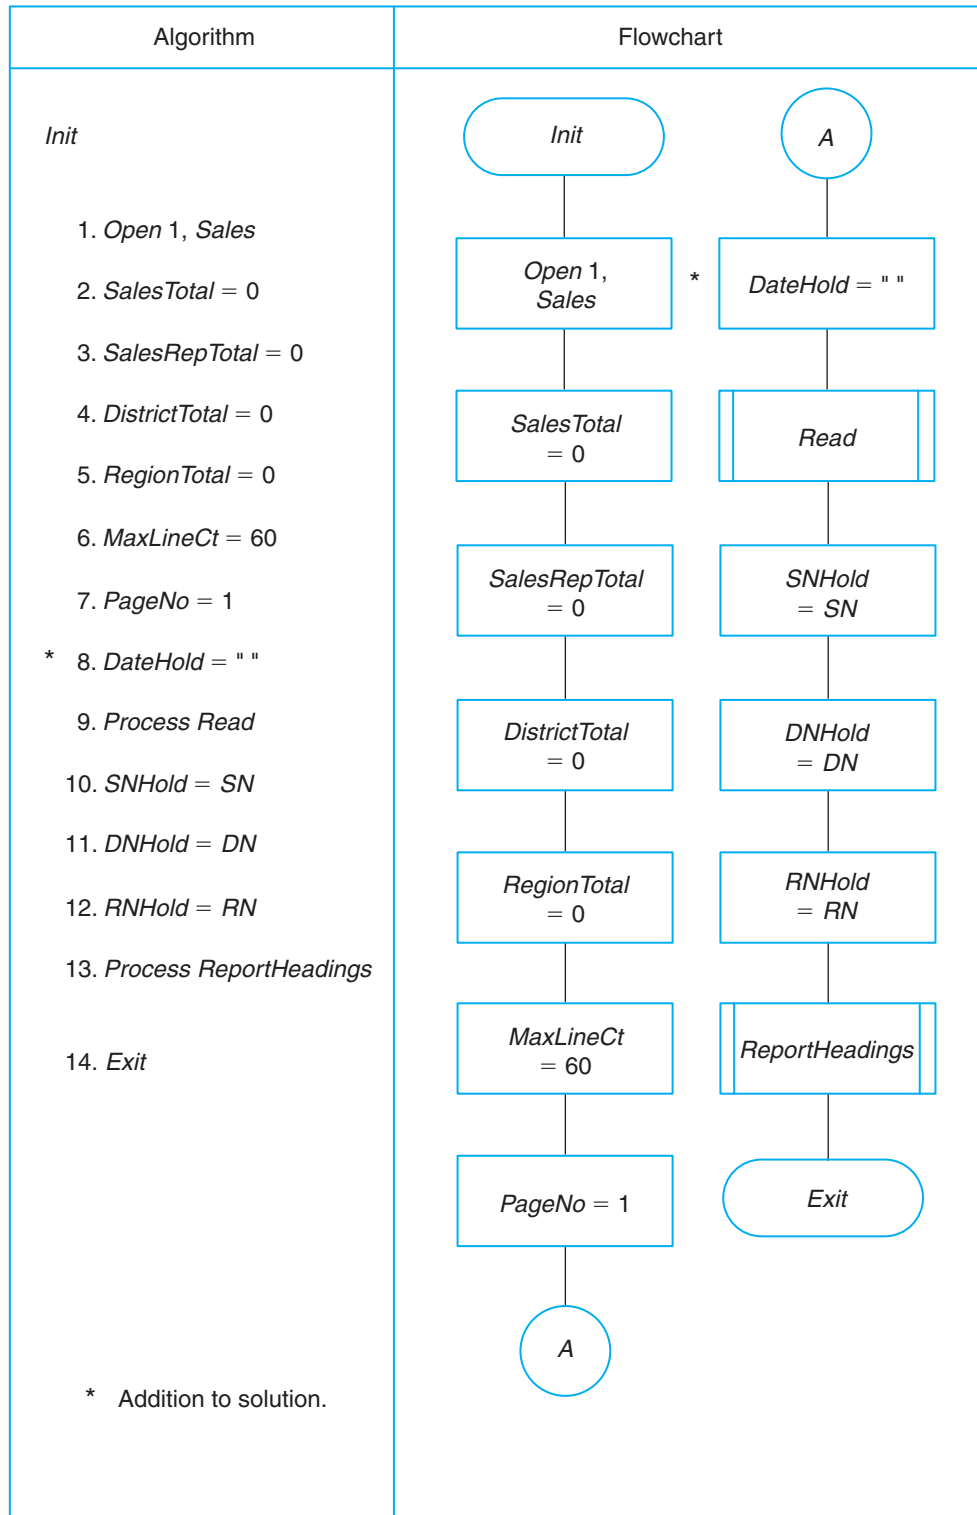 Algorithm
Flowchart
Init
1. Open 1, Sales
2. SalesTotal = 0
3. SalesRepTotal = 0
4. DistrictTotal = 0
5. RegionTotal = 0
6. MaxLineCt = 60
7. PageNo = 1
* 8. DateHold = " "
9. Process Read
10. SNHold = SN
11. DNHold = DN
12. RNHold = RN
13. Process ReportHeadings
14. Exit
* Addition to solution.
Init
Open 1,
Sales
SalesTotal
= 0
SalesRepTotal
= 0
DistrictTotal
= 0
RegionTotal
= 0
MaxLineCt
= 60
PageNo = 1
A
A
* DateHold = " "
Read
SNHold
= SN
DNHold
= DN
RNHold
= RN
ReportHeadings
Exit